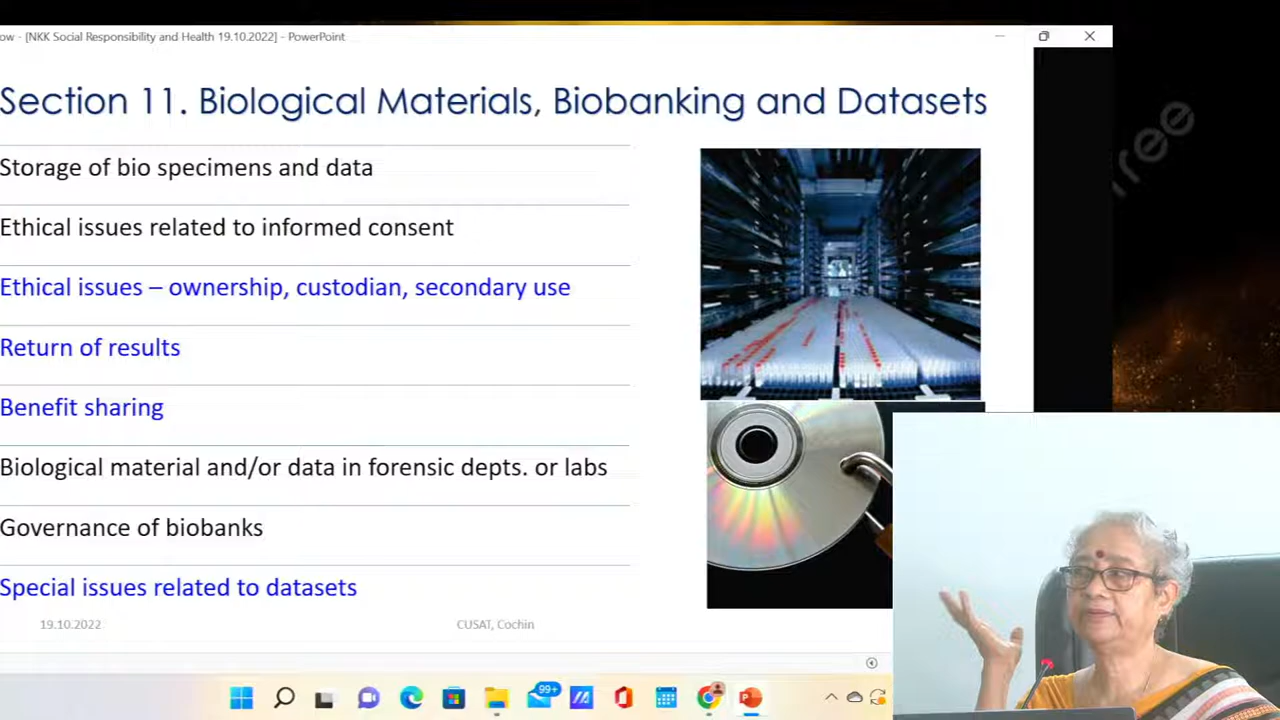 ow - [NKK Social Responsibility and Health 19.10.2022] - PowerPoint
Section 11. Biological Materials, Biobanking and Datasets
Storage of bio specimens and data
Ethical issues related to informed consent
Ethical issues – ownership, custodian, secondary use
Return of results
Benefit sharing
Biological material and/or data in forensic depts. or labs
Governance of biobanks
Special issues related to datasets
19.10.2022
CUSAT, Cochin
free
99+